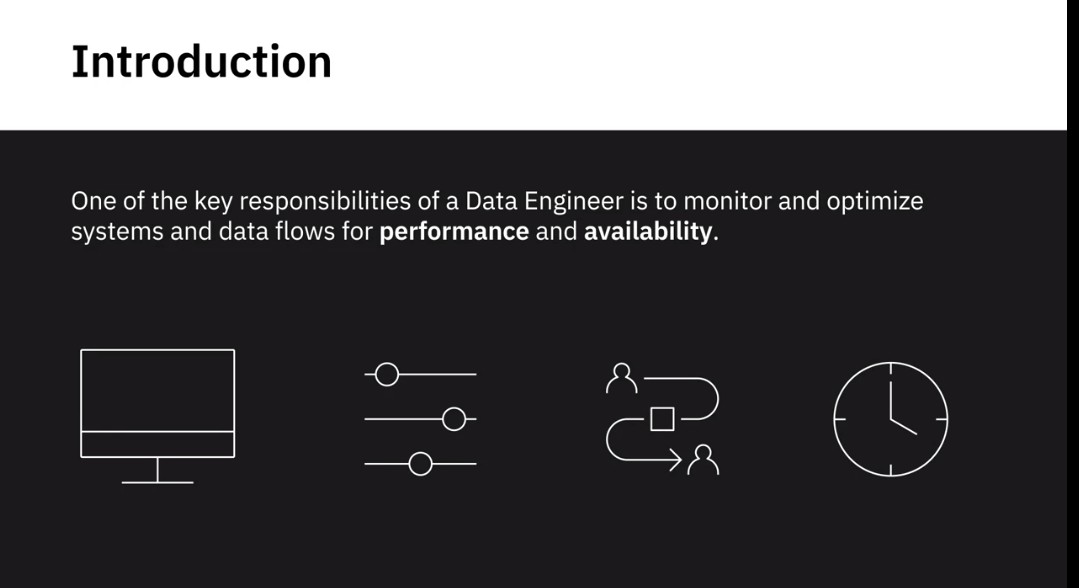 Introduction
One of the key responsibilities of a Data Engineer is to monitor and optimize
systems and data flows for performance and availability.